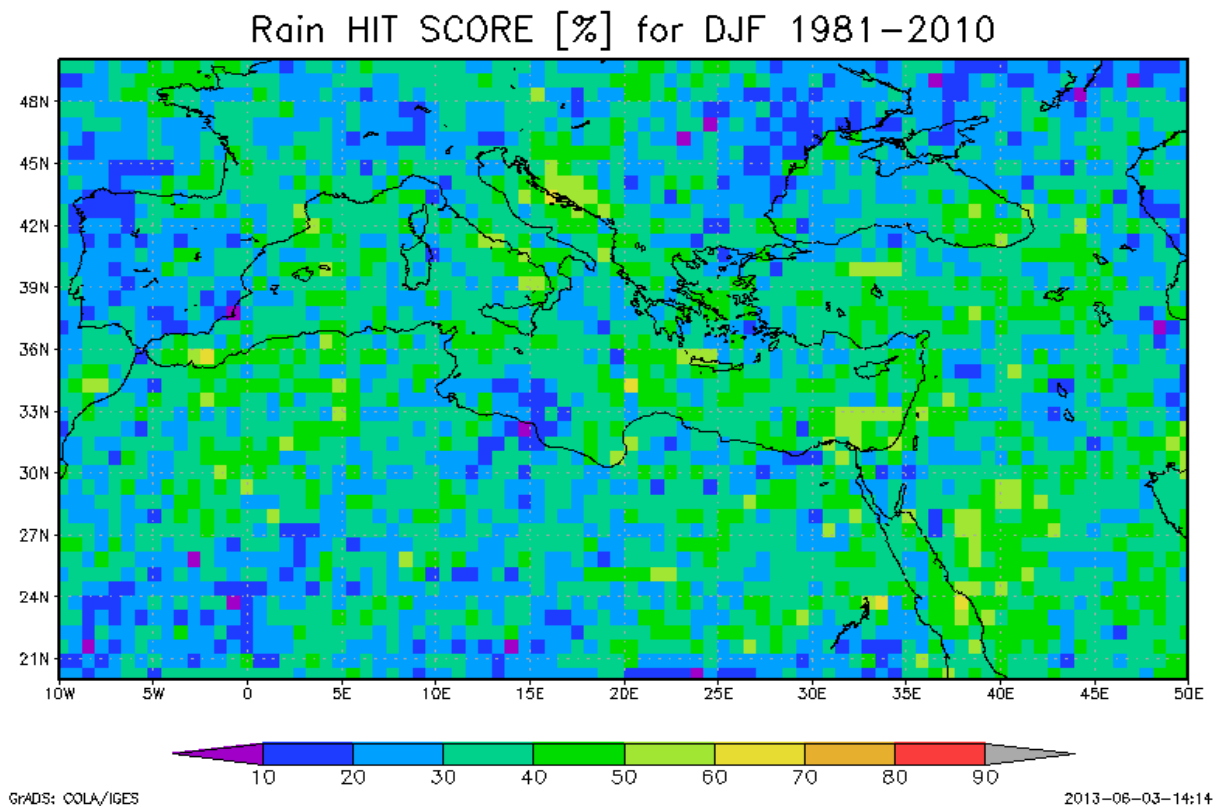 Rain HIT SCORE [%] for DJF 1981-2010
48N
45N
42N
39N
36N
33N
30N
27N
24N
21N
10W 5W 0 5E 10E 15E 20E 25E 30E 35E 40E 45E 50E
10 20 30 40 50 60 70 80 90
GrADS: COLA/IGES 2013-06-03-14:14